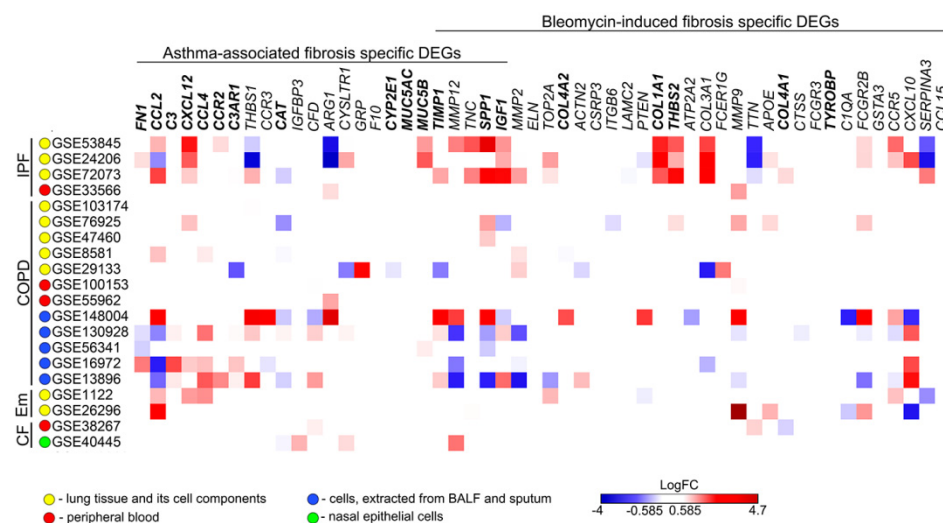 Bleomycin-induced fibrosis specific DEGs
Asthma-associated fibrosis specific DEGs
FN1
CCL2
C3
CXCL12
CCL4
CCR2
C3AR1
THBS1
CCR3
CAT
IGFBP3
CFD
ARG1
CYSLTR1
GRP
F10
CYP2E1
MUC5AC
MUC5B
TIMP1
MMP12
TNC
SPP1
IGF1
MMP2
ELN
TOP2A
COL4A2
ACTN2
CSRP3
ITGB6
LAMC2
PTEN
COL1A1
THBS2
ATP2A2
COL3A1
FCER1G
MMP9
TTN
APOE
COL4A1
CTSS
FCGR3
TYROBP
C1QA
FCGR2B
GSTA3
CCR5
CXCL10
SERPINA3
CCL15
IPF
GSE53845
GSE24206
GSE72073
GSE33566
COPD
GSE103174
GSE76925
GSE47460
GSE8581
GSE29133
GSE100153
GSE55962
GSE148004
GSE130928
GSE56341
GSE16972
GSE13896
Em
GSE1122
GSE26296
CF
GSE38267
GSE40445
- lung tissue and its cell components
- peripheral blood
- cells, extracted from BALF and sputum
- nasal epithelial cells
LogFC
-4 -0.585 0.585 4.7